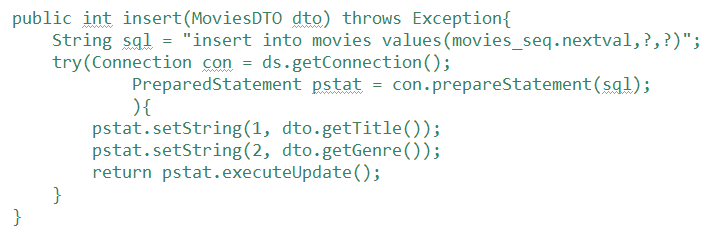 public int insert(MoviesDTO dto) throws Exception{
    String sql = "insert into movies values(movies_seq.nextval,?,?)";
    try(Connection con = ds.getConnection();
            PreparedStatement pstat = con.prepareStatement(sql);
            ){
        pstat.setString(1, dto.getTitle());
        pstat.setString(2, dto.getGenre());
        return pstat.executeUpdate();
    }
}